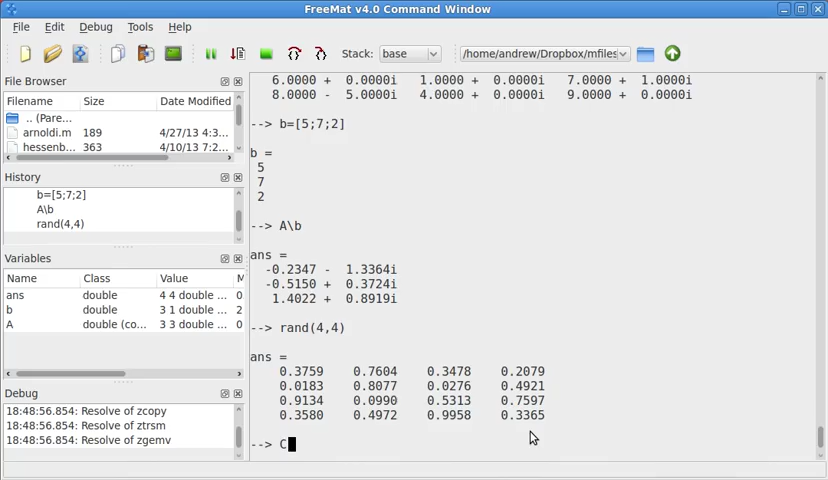 FreeMat v4.0 Command Window
File Edit Debug Tools Help
Stack: base /home/andrew/Dropbox/mfiles
File Browser
Filename Size Date Modified
.. (Pare...
arnoldi.m 189 4/27/13 4:3...
hessenb... 363 4/10/13 7:2...
History
b=[5;7;2]
A\b
rand(4,4)
Variables
Name Class Value M
ans double 4 4 double ... 0
b double 3 1 double ... 2
A double (co... 3 3 double ... 0
Debug
18:48:56.854: Resolve of zcopy
18:48:56.854: Resolve of ztrsm
18:48:56.854: Resolve of zgemv
6.0000 + 0.0000i 1.0000 + 0.0000i 7.0000 + 1.0000i
8.0000 - 5.0000i 4.0000 + 0.0000i 9.0000 + 0.0000i
--> b=[5;7;2]
b =
5
7
2
--> A\b
ans =
-0.2347 - 1.3364i
-0.5150 + 0.3724i
1.4022 + 0.8919i
--> rand(4,4)
ans =
0.3759 0.7604 0.3478 0.2079
0.0183 0.8077 0.0276 0.4921
0.9134 0.0990 0.5313 0.7597
0.3580 0.4972 0.9958 0.3365
--> C